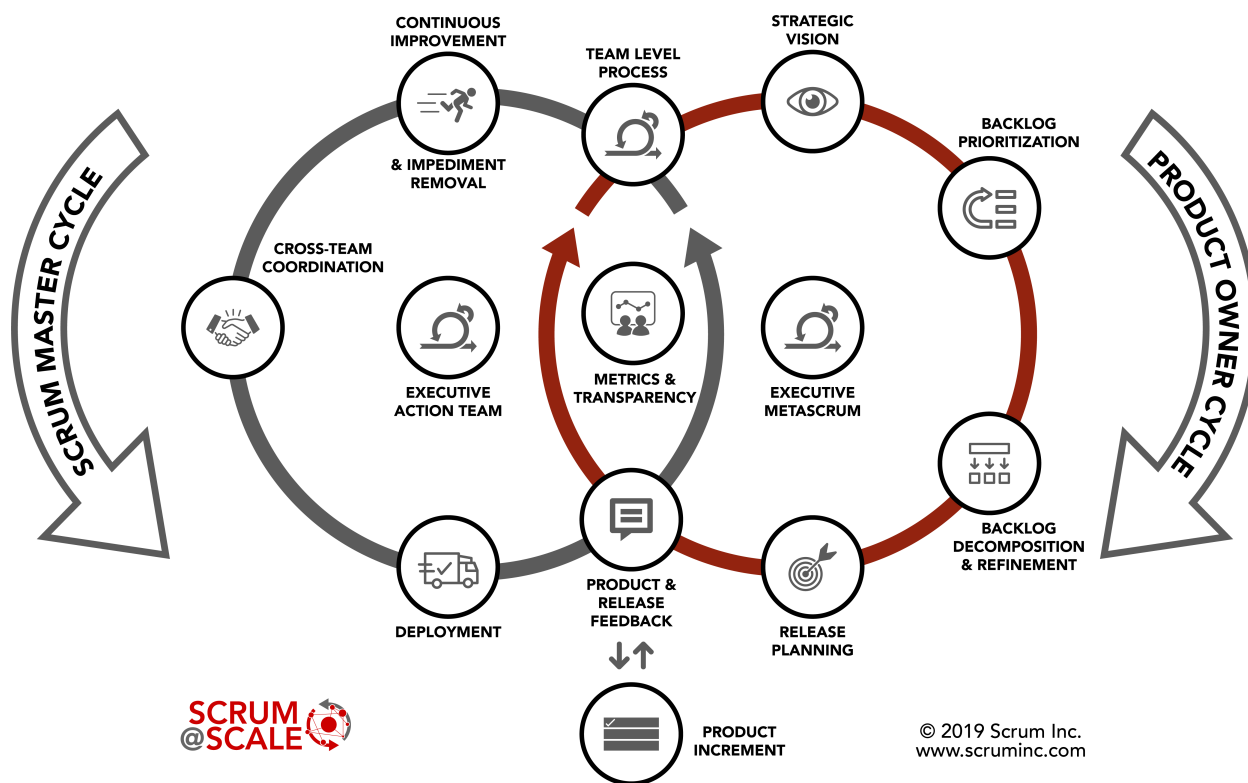 CONTINUOUS
IMPROVEMENT
& IMPEDIMENT
REMOVAL
TEAM LEVEL
PROCESS
STRATEGIC
VISION
BACKLOG
PRIORITIZATION
SCRUM MASTER CYCLE
PRODUCT OWNER CYCLE
CROSS-TEAM
COORDINATION
EXECUTIVE
ACTION TEAM
METRICS &
TRANSPARENCY
EXECUTIVE
METASCRUM
BACKLOG
DECOMPOSITION
& REFINEMENT
DEPLOYMENT
PRODUCT &
RELEASE
FEEDBACK
RELEASE
PLANNING
PRODUCT
INCREMENT
SCRUM
@SCALE
© 2019 Scrum Inc.
www.scruminc.com